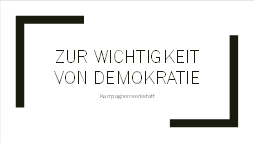 ZUR WICHTIGKEIT
VON DEMOKRATIE
Kampagnenwerkstatt